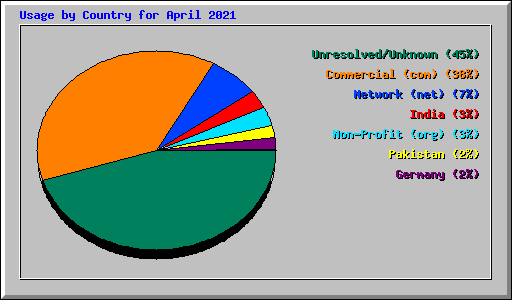 Usage by Country for April 2021
Unresolved/Unknown (45%)
Commercial (com) (38%)
Network (net) (7%)
India (3%)
Non-Profit (org) (3%)
Pakistan (2%)
Germany (2%)